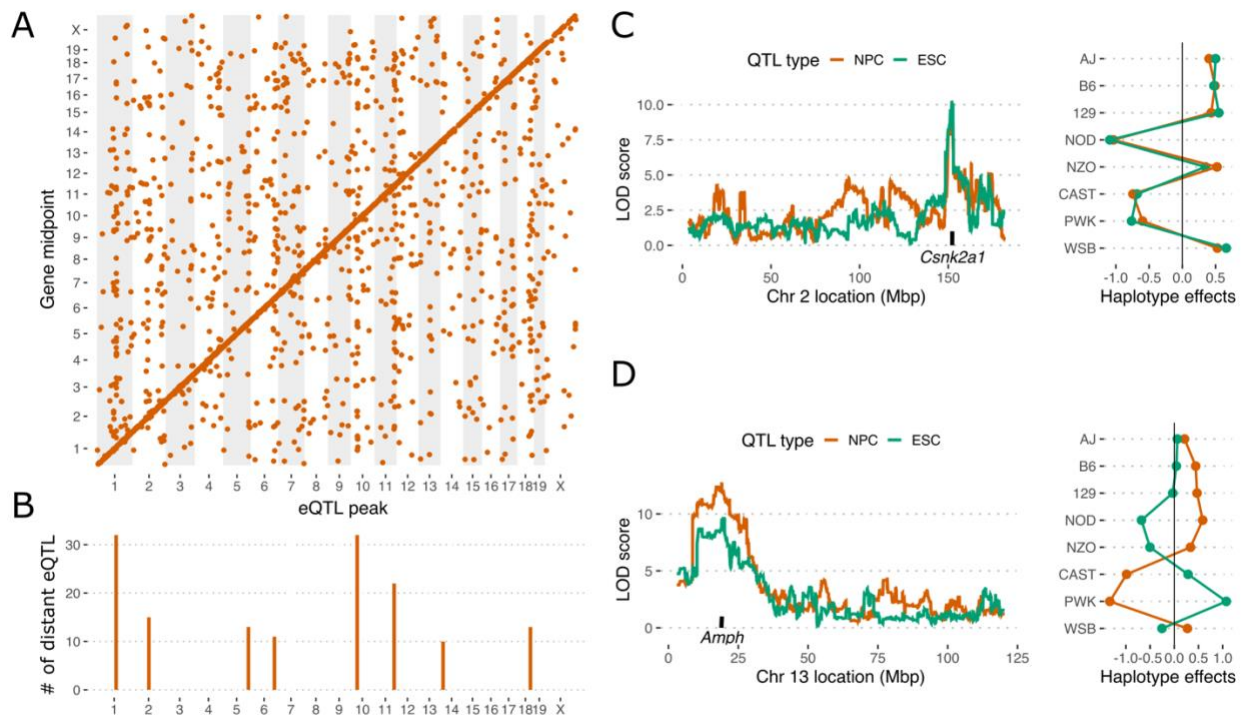 A
X
19
18
17
16
15
14
13
12
11
10
9
8
7
6
5
4
3
2
1
Gene midpoint
1 2 3 4 5 6 7 8 9 10 11 12 13 14 15 16 17 18 19 X
eQTL peak
B
# of distant eQTL
30
20
10
0
1 2 3 4 5 6 7 8 9 10 11 12 13 14 15 16 17 18 19 X
C
QTL type NPC ESC
LOD score
10.0
7.5
5.0
2.5
0.0
Csnk2a1
0 50 100 150
Chr 2 location (Mbp)
AJ
B6
129
NOD
NZO
CAST
PWK
WSB
-1.0 -0.5 0.0 0.5
Haplotype effects
D
QTL type NPC ESC
LOD score
10
5
0
Amph
0 25 50 75 100 125
Chr 13 location (Mbp)
AJ
B6
129
NOD
NZO
CAST
PWK
WSB
-1.0 -0.5 0.0 0.5 1.0
Haplotype effects